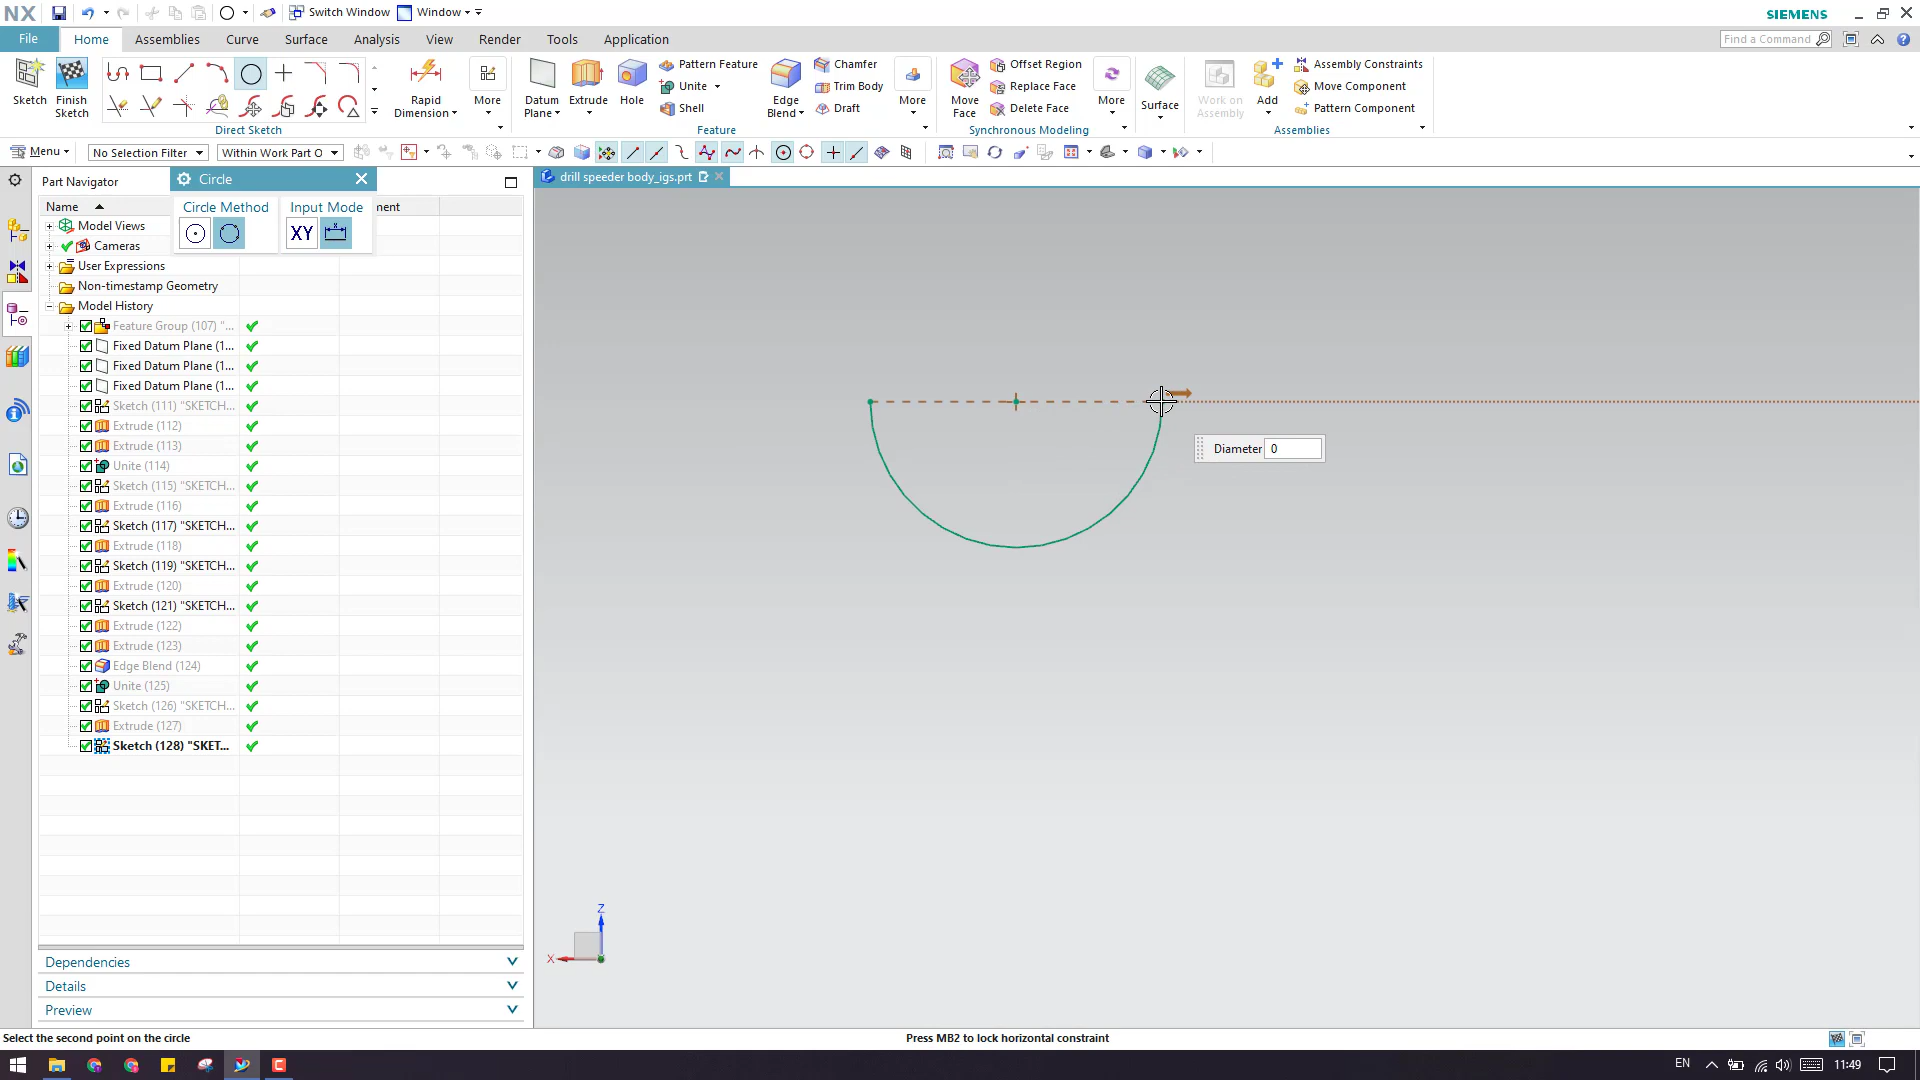 NX
Switch Window
Window
SIEMENS
File
Home
Assemblies
Curve
Surface
Analysis
View
Render
Tools
Application
Find a Command
Sketch
Finish Sketch
Rapid Dimension
More
Direct Sketch
Datum Plane
Extrude
Hole
Pattern Feature
Unite
Shell
Edge Blend
Chamfer
Trim Body
Draft
More
Feature
Move Face
Offset Region
Replace Face
Delete Face
More
Synchronous Modeling
Surface
Work on Assembly
Add
Assembly Constraints
Move Component
Pattern Component
Assemblies
Menu
No Selection Filter
Within Work Part O
Part Navigator
Circle
drill speeder body_igs.prt
Circle Method
Input Mode
XY
Name
ment
Model Views
Cameras
User Expressions
Non-timestamp Geometry
Model History
Feature Group (107) "...
Fixed Datum Plane (1...
Fixed Datum Plane (1...
Fixed Datum Plane (1...
Sketch (111) "SKETCH...
Extrude (112)
Extrude (113)
Unite (114)
Sketch (115) "SKETCH...
Extrude (116)
Sketch (117) "SKETCH...
Extrude (118)
Sketch (119) "SKETCH...
Extrude (120)
Sketch (121) "SKETCH...
Extrude (122)
Extrude (123)
Edge Blend (124)
Unite (125)
Sketch (126) "SKETCH...
Extrude (127)
Sketch (128) "SKET...
Diameter 0
Z
X
Dependencies
Details
Preview
Select the second point on the circle
Press MB2 to lock horizontal constraint
EN
11:49